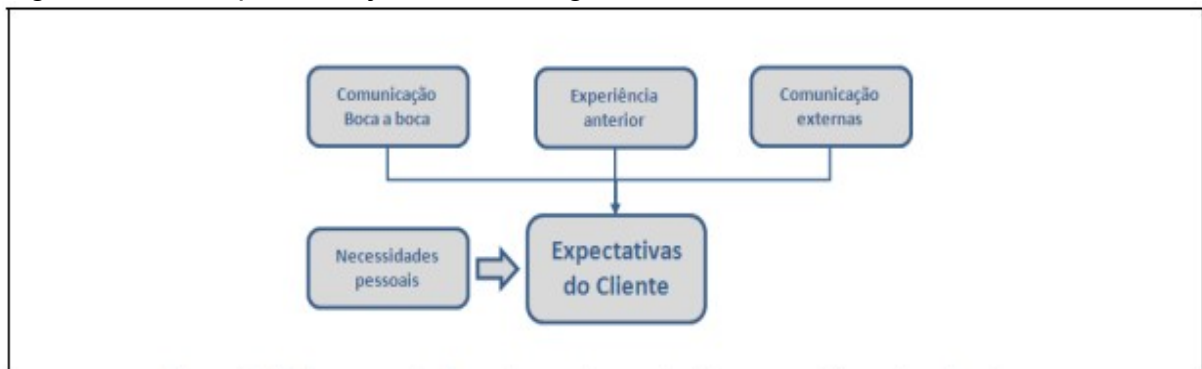 Comunicação
Boca a boca
Experiência
anterior
Comunicação
externas
Necessidades
pessoais
Expectativas
do Cliente